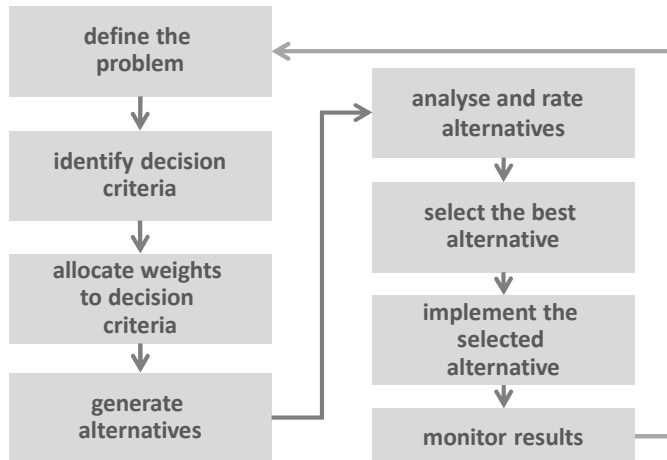 define the
problem
identify decision
criteria
allocate weights
to decision
criteria
generate
alternatives
analyse and rate
alternatives
select the best
alternative
implement the
selected
alternative
monitor results